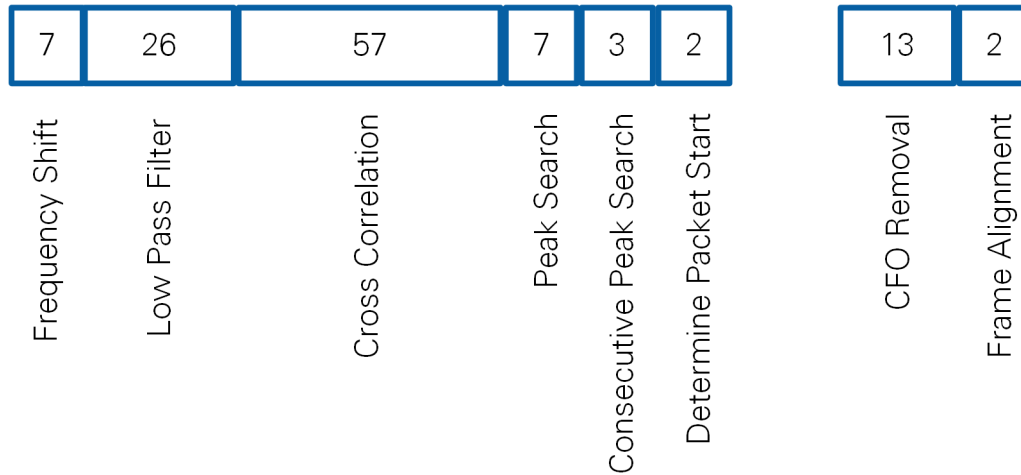 7 26 57 7 3 2 13 2
Frequency Shift
Low Pass Filter
Cross Correlation
Peak Search
Consecutive Peak Search
Determine Packet Start
CFO Removal
Frame Alignment